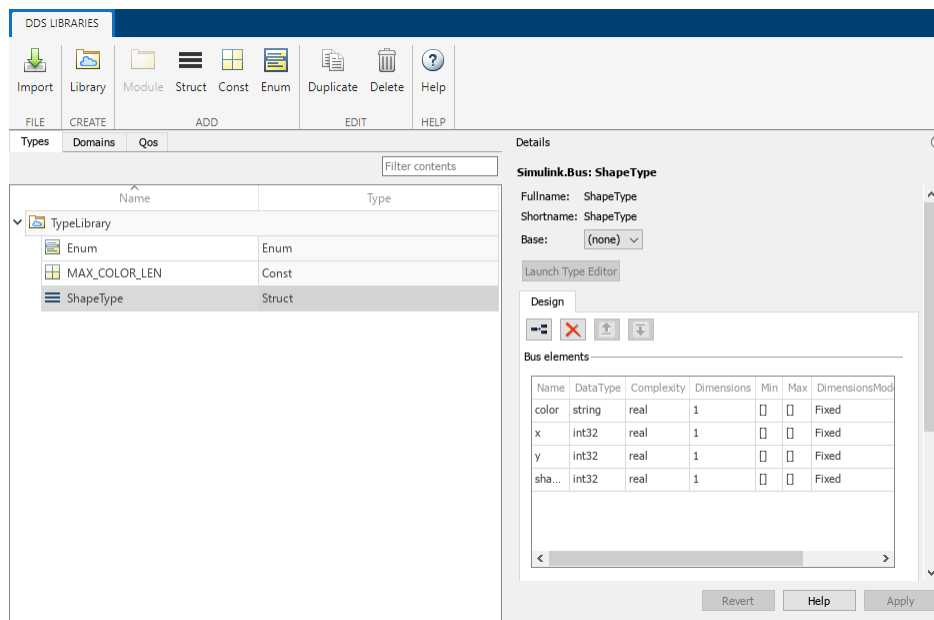 DDS LIBRARIES
Import Library Module Struct Const Enum Duplicate Delete Help
FILE CREATE ADD EDIT HELP
Types Domains Qos
Filter contents
Name Type
TypeLibrary
Enum Enum
MAX_COLOR_LEN Const
ShapeType Struct
Details
Simulink.Bus: ShapeType
Fullname: ShapeType
Shortname: ShapeType
Base: (none)
Launch Type Editor
Design
Bus elements
Name DataType Complexity Dimensions Min Max DimensionsMod
color string real 1 [] [] Fixed
x int32 real 1 [] [] Fixed
y int32 real 1 [] [] Fixed
sha... int32 real 1 [] [] Fixed
Revert Help Apply